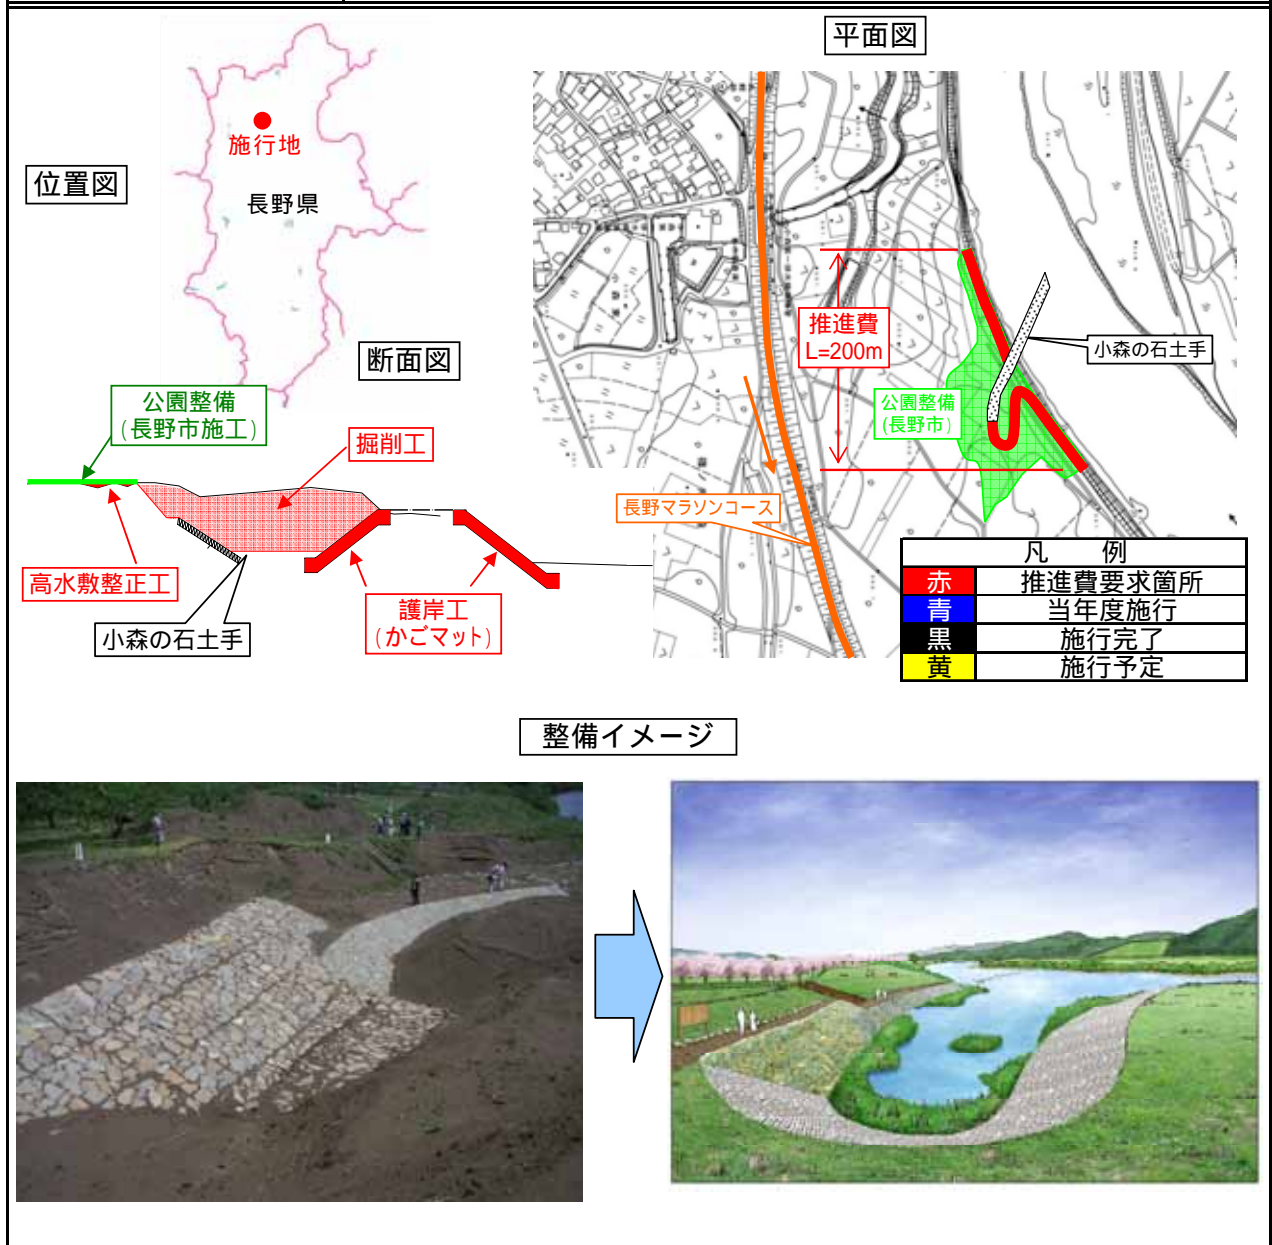 平面図
施行地
位置図
長野県
断面図
公園整備
(長野市施工)
掘削工
高水敷整正工
小森の石土手
護岸工
(かごマット)
推進費
L=200m
小森の石土手
公園整備
(長野市)
長野マラソンコース
凡　例
赤 推進費要求箇所
青 当年度施行
黒 施行完了
黄 施行予定
整備イメージ